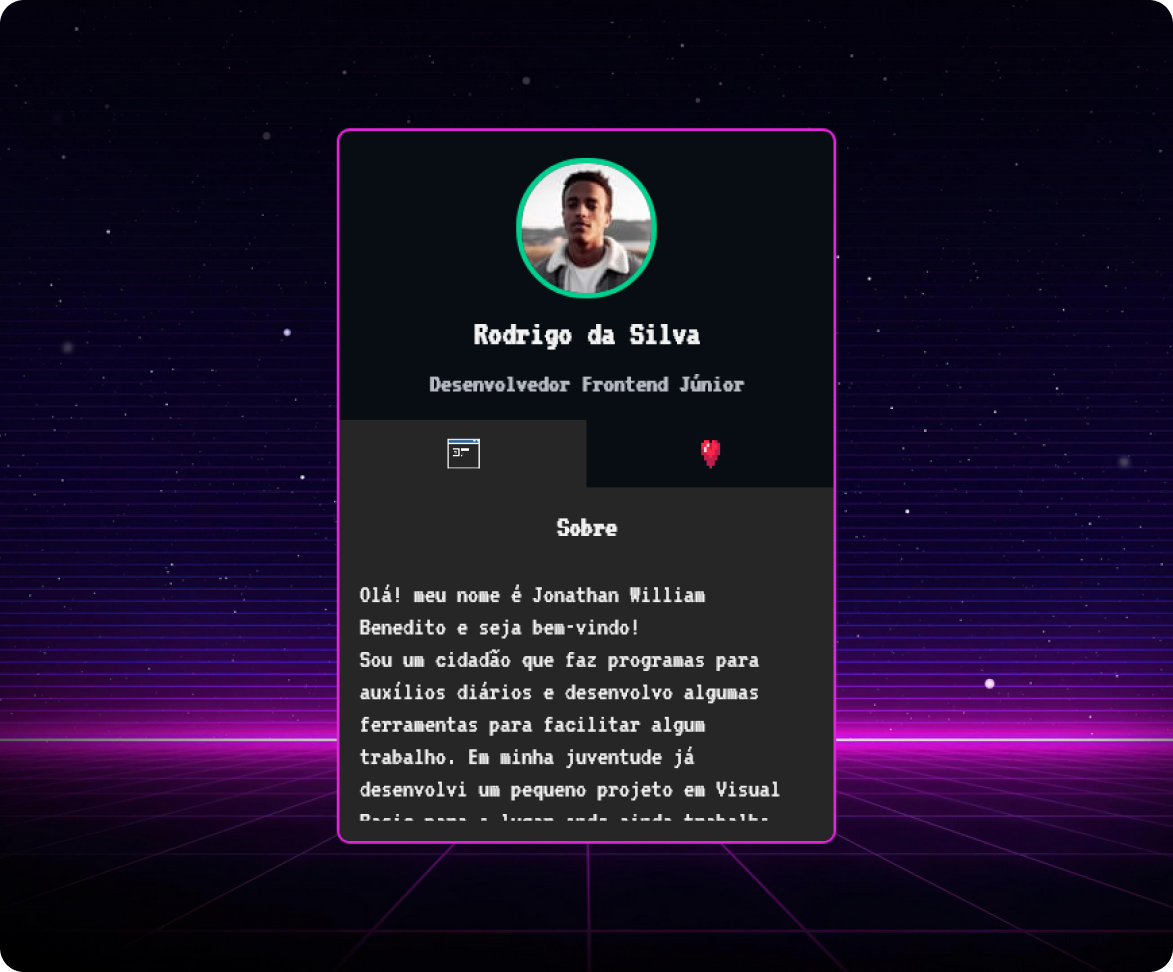 Rodrigo da Silva
Desenvolvedor Frontend Júnior
Sobre
Olá! meu nome é Jonathan William
Benedito e seja bem-vindo!
Sou um cidadão que faz programas para
auxílios diários e desenvolvo algumas
ferramentas para facilitar algum
trabalho. Em minha juventude já
desenvolvi um pequeno projeto em Visual